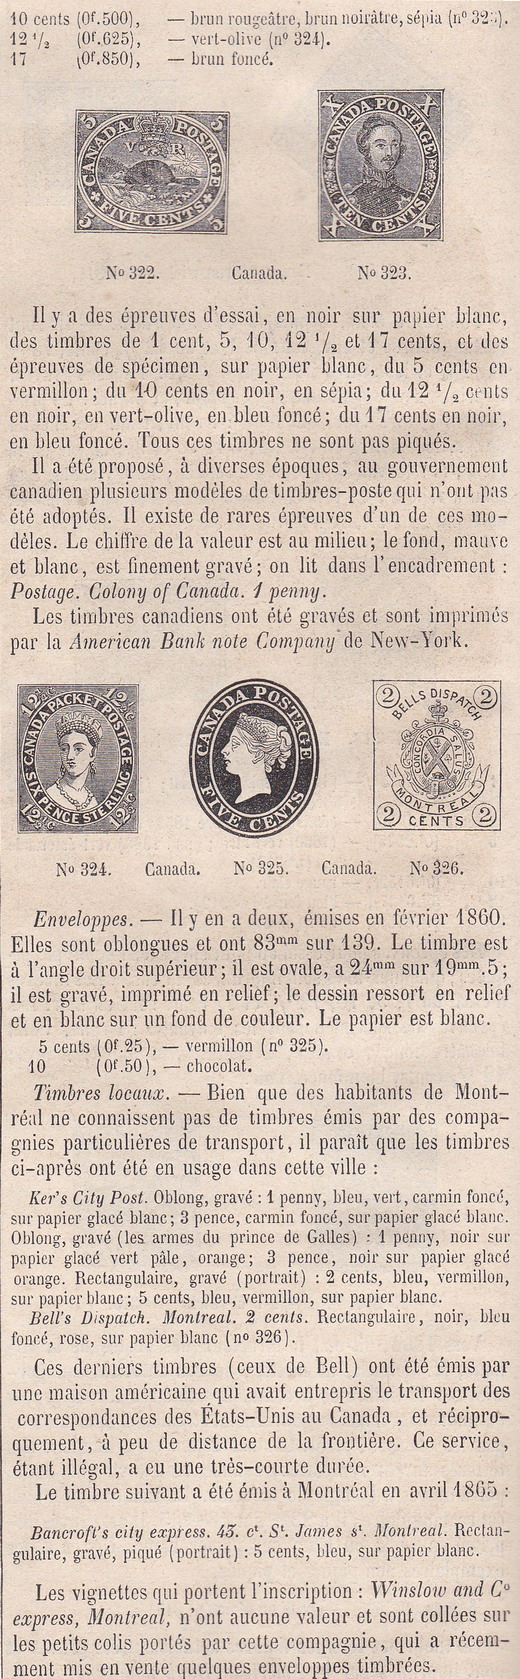 10 cents (0f.500), — brun rougeâtre, brun noirâtre, sépia (no 323).
12 1/2 (0f.625), — vert-olive (no 324).
17 (0f.850), — brun foncé.
5 5
CANADA POSTAGE
V R
FIVE CENTS
5 5
X X
CANADA POSTAGE
TEN CENTS
X X
No 322. Canada. No 323.
Il y a des épreuves d'essai, en noir sur papier blanc,
des timbres de 1 cent, 5, 10, 12 1/2 et 17 cents, et des
épreuves de spécimen, sur papier blanc, du 5 cents en
vermillon; du 10 cents en noir, en sépia; du 12 1/2 cents
en noir, en vert-olive, en bleu foncé; du 17 cents en noir,
en bleu foncé. Tous ces timbres ne sont pas piqués.
Il a été proposé, à diverses époques, au gouvernement
canadien plusieurs modèles de timbres-poste qui n'ont pas
été adoptés. Il existe de rares épreuves d'un de ces mo-
dèles. Le chiffre de la valeur est au milieu; le fond, mauve
et blanc, est finement gravé; on lit dans l'encadrement :
Postage. Colony of Canada. 1 penny.
Les timbres canadiens ont été gravés et sont imprimés
par la American Bank note Company de New-York.
CANADA PACKET POSTAGE
SIX PENCE STERLING
CANADA POSTAGE
FIVE CENTS
2 2
BELLS DISPATCH
CONCORDIA SALUS
MONTREAL
2 CENTS 2
No 324. Canada. No 325. Canada. No 326.
Enveloppes. — Il y en a deux, émises en février 1860.
Elles sont oblongues et ont 83mm sur 139. Le timbre est
à l'angle droit supérieur; il est ovale, a 24mm sur 19mm.5;
il est gravé, imprimé en relief; le dessin ressort en relief
et en blanc sur un fond de couleur. Le papier est blanc.
5 cents (0f.25), — vermillon (no 325).
10 (0f.50), — chocolat.
Timbres locaux. — Bien que des habitants de Mont-
réal ne connaissent pas de timbres émis par des compa-
gnies particulières de transport, il paraît que les timbres
ci-après ont été en usage dans cette ville :
Ker's City Post. Oblong, gravé : 1 penny, bleu, vert, carmin foncé,
sur papier glacé blanc; 3 pence, carmin foncé, sur papier glacé blanc.
Oblong, gravé (les armes du prince de Galles) : 1 penny, noir sur
papier glacé vert pâle, orange; 3 pence, noir sur papier glacé
orange. Rectangulaire, gravé (portrait) : 2 cents, bleu, vermillon,
sur papier blanc; 5 cents, bleu, vermillon, sur papier blanc.
Bell's Dispatch. Montreal. 2 cents. Rectangulaire, noir, bleu
foncé, rose, sur papier blanc (no 326).
Ces derniers timbres (ceux de Bell) ont été émis par
une maison américaine qui avait entrepris le transport des
correspondances des États-Unis au Canada, et récipro-
quement, à peu de distance de la frontière. Ce service,
étant illégal, a eu une très-courte durée.
Le timbre suivant a été émis à Montréal en avril 1865 :
Bancroft's city express. 43. ct. St. James st. Montreal. Rectan-
gulaire, gravé, piqué (portrait) : 5 cents, bleu, sur papier blanc.
Les vignettes qui portent l'inscription : Winslow and Co
express, Montreal, n'ont aucune valeur et sont collées sur
les petits colis portés par cette compagnie, qui a récem-
ment mis en vente quelques enveloppes timbrées.